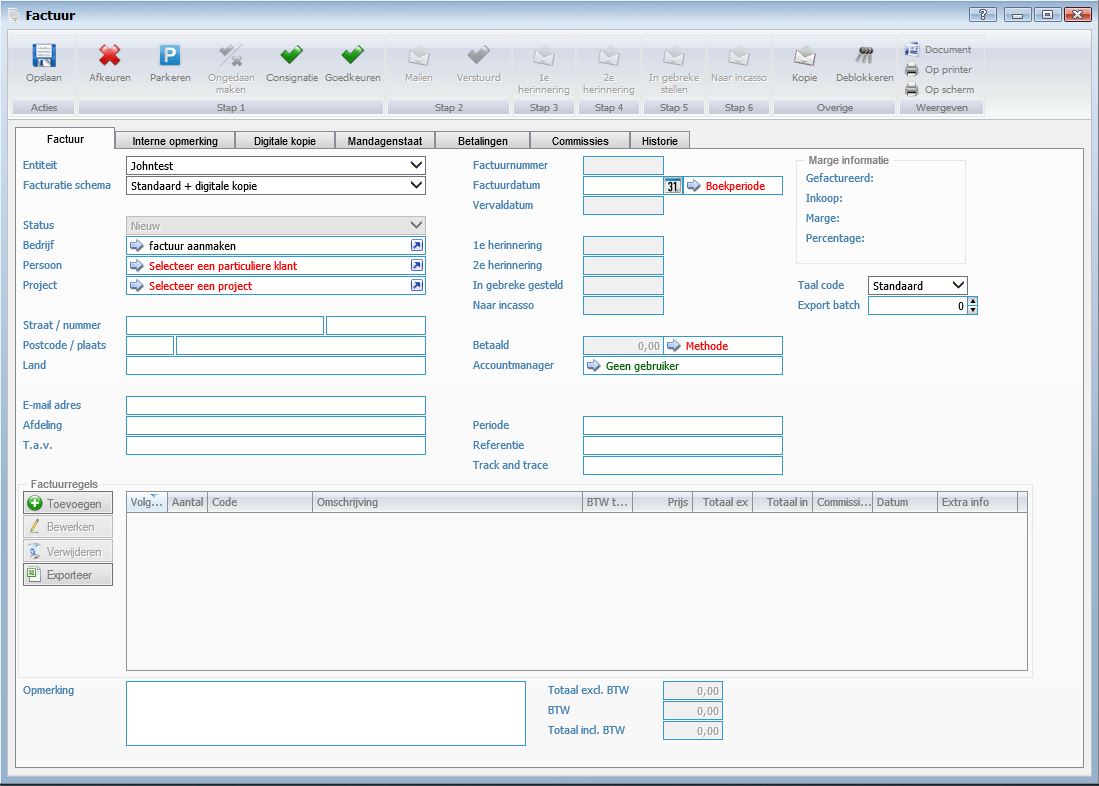 Factuur
Opslaan
Afkeuren
Parkeren
Ongedaan maken
Consignatie
Goedkeuren
Mailen
Verstuurd
1e herinnering
2e herinnering
In gebreke stellen
Naar incasso
Kopie
Deblokkeren
Document
Op printer
Op scherm
Acties
Stap 1
Stap 2
Stap 3
Stap 4
Stap 5
Stap 6
Overige
Weergeven
Factuur
Interne opmerking
Digitale kopie
Mandagenstaat
Betalingen
Commissies
Historie
Entiteit
Johntest
Facturatie schema
Standaard + digitale kopie
Status
Nieuw
Bedrijf
factuur aanmaken
Persoon
Selecteer een particuliere klant
Project
Selecteer een project
Straat / nummer
Postcode / plaats
Land
E-mail adres
Afdeling
T.a.v.
Factuurnummer
Factuurdatum
31
Boekperiode
Vervaldatum
1e herinnering
2e herinnering
In gebreke gesteld
Naar incasso
Betaald
0,00
Methode
Accountmanager
Geen gebruiker
Periode
Referentie
Track and trace
Marge informatie
Gefactureerd:
Inkoop:
Marge:
Percentage:
Taal code
Standaard
Export batch
0
Factuurregels
Toevoegen
Bewerken
Verwijderen
Exporteer
Volg...
Aantal
Code
Omschrijving
BTW t...
Prijs
Totaal ex
Totaal in
Commissi...
Datum
Extra info
Opmerking
Totaal excl. BTW
0,00
BTW
0,00
Totaal incl. BTW
0,00